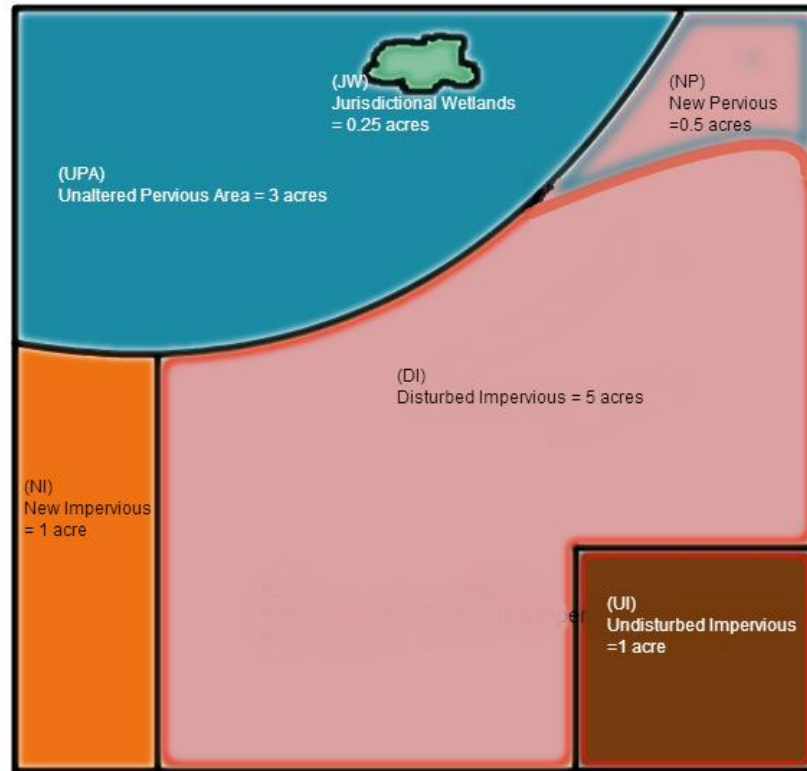 (JW)
Jurisdictional Wetlands
= 0.25 acres
(NP)
New Pervious
=0.5 acres
(UPA)
Unaltered Pervious Area = 3 acres
(DI)
Disturbed Impervious = 5 acres
(NI)
New Impervious
= 1 acre
(UI)
Undisturbed Impervious
=1 acre